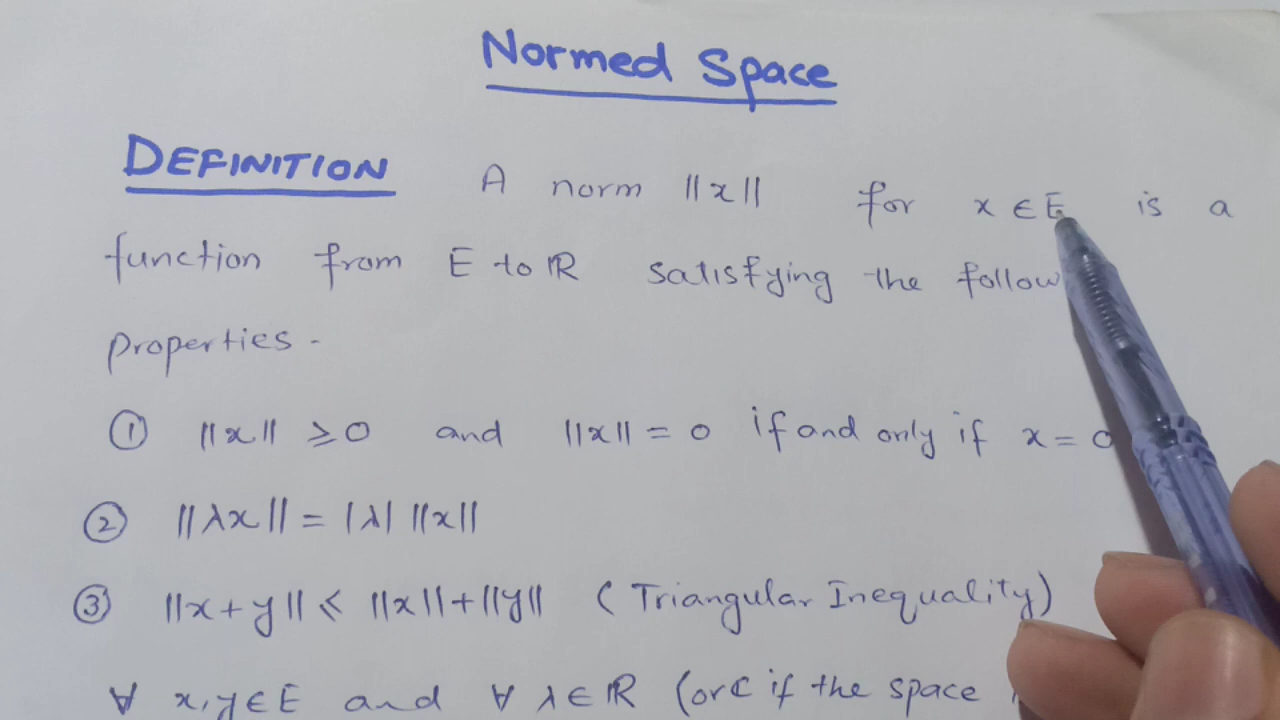 Normed Space
DEFINITION A norm ||x|| for x ∈ E is a
function from E to ℝ satisfying the follow
properties.
① ||x|| ⩾ 0 and ||x|| = 0 if and only if x = 0
② ||λx|| = |λ| ||x||
③ ||x + y|| ⩽ ||x|| + ||y|| (Triangular Inequality)
∀ x, y ∈ E and ∀ λ ∈ ℝ (or ℂ if the space